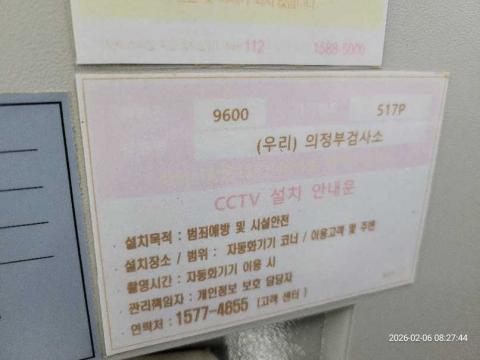 112
1588-5000
9600 517P
(우리) 의정부검사소
CCTV 설치 안내문
설치목적 : 범죄예방 및 시설안전
설치장소 / 범위 : 자동화기기 코너 / 이용고객 및 주변
촬영시간 : 자동화기기 이용 시
관리책임자 : 개인정보 보호 담당자
연락처 : 1577-4655 (고객 센터)
2026-02-06 08:27:44